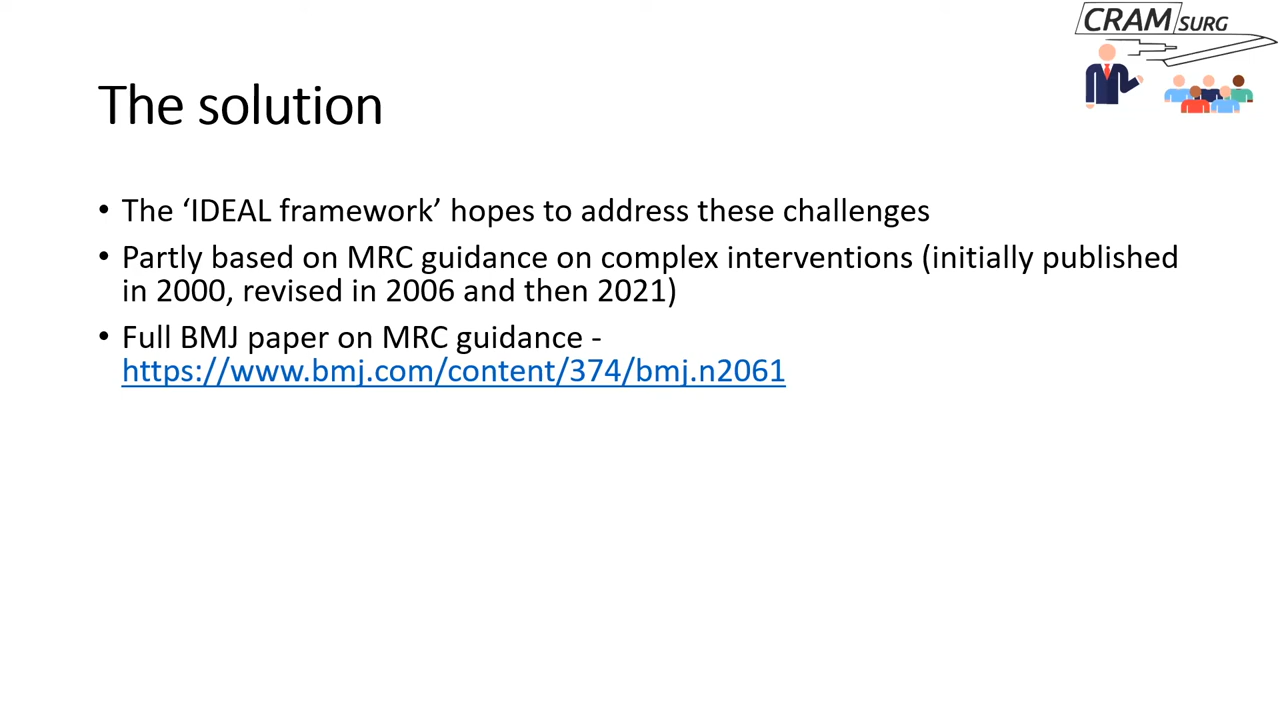 CRAM SURG
The solution
• The ‘IDEAL framework’ hopes to address these challenges
• Partly based on MRC guidance on complex interventions (initially published
in 2000, revised in 2006 and then 2021)
• Full BMJ paper on MRC guidance -
https://www.bmj.com/content/374/bmj.n2061